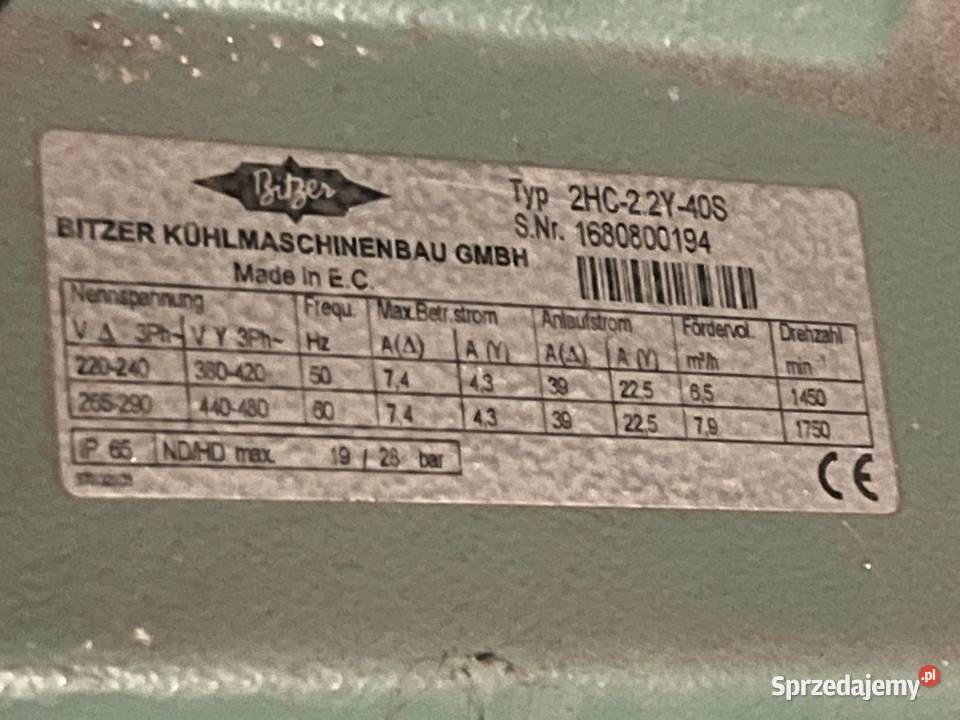 Bitzer
Typ 2HC-2.2Y-40S
S.Nr. 1680800194
BITZER KÜHLMASCHINENBAU GMBH
Made in E.C.
Nennspannung Frequ. Max.Betr.strom Anlaufstrom Fördervol. Drehzahl
V Δ 3Ph~ V Y 3Ph~ Hz A(Δ) A (Y) A(Δ) A (Y) m³/h min⁻¹
220-240 380-420 50 7,4 4,3 39 22,5 6,5 1450
265-290 440-480 60 7,4 4,3 39 22,5 7,9 1750
IP 65 ND/HD max. 19 / 28 bar
CE
Sprzedajemy.pl